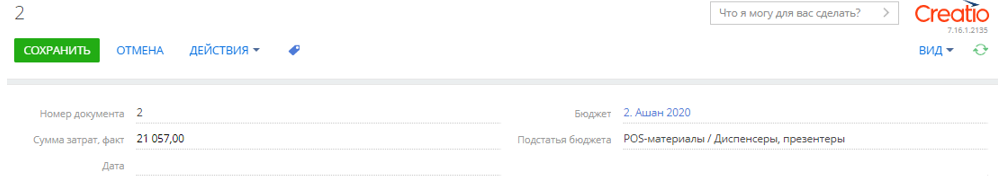 2
Что я могу для вас сделать?
Creatio
7.16.1.2135
СОХРАНИТЬ ОТМЕНА ДЕЙСТВИЯ ВИД
Номер документа 2 Бюджет 2. Ашан 2020
Сумма затрат, факт 21 057,00 Подстатья бюджета POS-материалы / Диспенсеры, презентеры
Дата